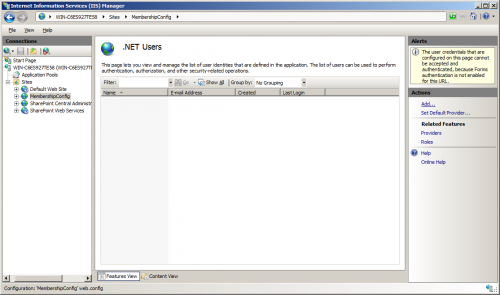 Internet Information Services (IIS) Manager
WIN-C6ES927TE58 ▸ Sites ▸ MembershipConfig ▸
File View Help
Connections
Start Page
WIN-C6ES927TE58 (WIN-C6ES927TE
Application Pools
Sites
Default Web Site
MembershipConfig
SharePoint Central Administr
SharePoint Web Services
.NET Users
This page lets you view and manage the list of user identities that are defined in the application. The list of users can be used to perform
authentication, authorization, and other security-related operations.
Filter: Go Show All Group by: No Grouping
Name E-mail Address Created Last Login
Features View Content View
Alerts
The user credentials that are
configured on this page cannot
be accepted and
authenticated, because Forms
authentication is not enabled
for this URL.
Actions
Add...
Set Default Provider...
Related Features
Providers
Roles
Help
Online Help
Configuration: 'MembershipConfig' web.config